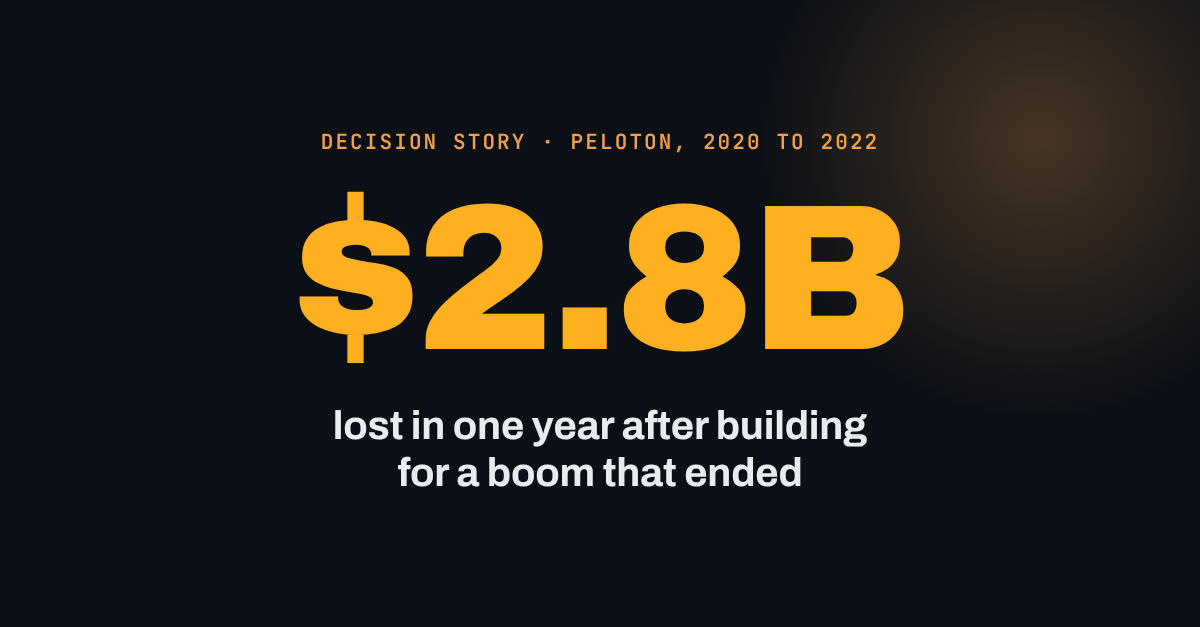 DECISION STORY · PELOTON, 2020 TO 2022
$2.8B
lost in one year after building
for a boom that ended